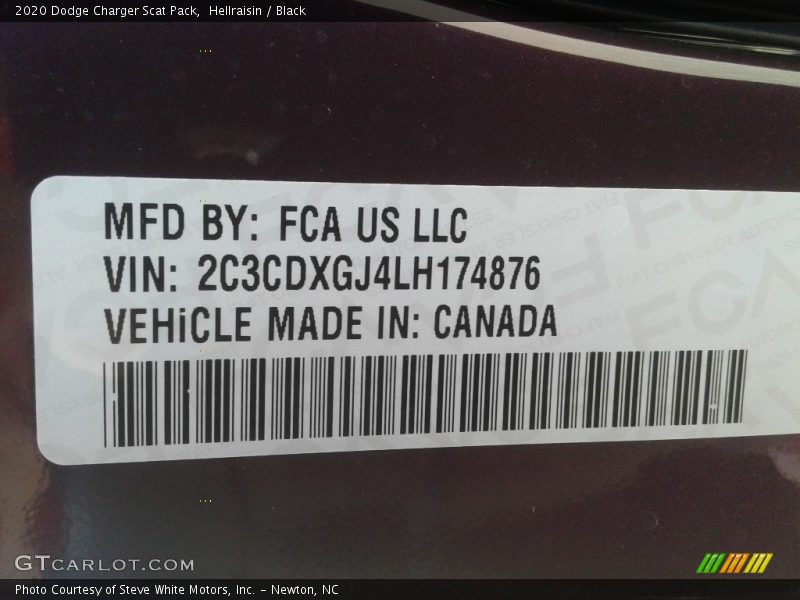 2020 Dodge Charger Scat Pack,  Hellraisin / Black
MFD BY: FCA US LLC
VIN: 2C3CDXGJ4LH174876
VEHiCLE MADE IN: CANADA
GTCARLOT.COM
Photo Courtesy of Steve White Motors, Inc. – Newton, NC